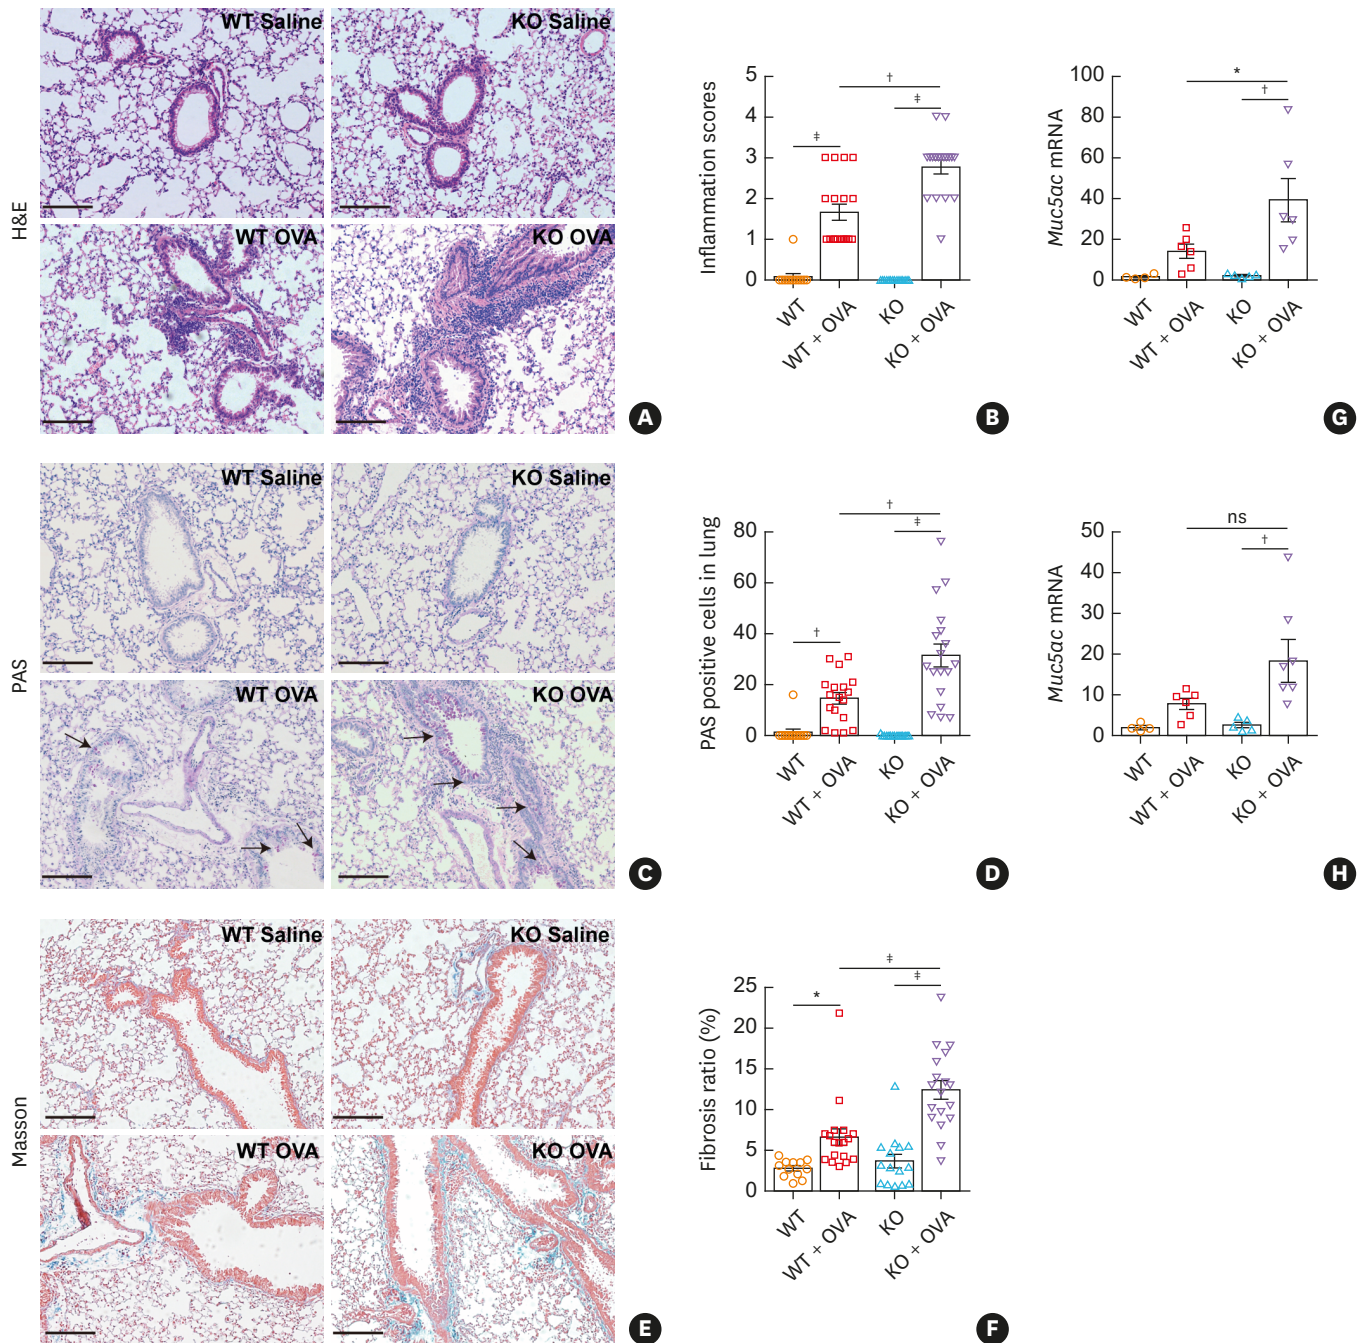 H&E
WT Saline
KO Saline
WT OVA
KO OVA
A
Inflammation scores
5
4
3
2
1
0
‡
†
‡
WT
WT + OVA
KO
KO + OVA
B
Muc5ac mRNA
100
80
60
40
20
0
*
†
WT
WT + OVA
KO
KO + OVA
G
PAS
WT Saline
KO Saline
WT OVA
KO OVA
C
PAS positive cells in lung
80
60
40
20
0
†
†
‡
WT
WT + OVA
KO
KO + OVA
D
Muc5ac mRNA
50
40
30
20
10
0
ns
†
WT
WT + OVA
KO
KO + OVA
H
Masson
WT Saline
KO Saline
WT OVA
KO OVA
E
Fibrosis ratio (%)
25
20
15
10
5
0
*
‡
‡
WT
WT + OVA
KO
KO + OVA
F